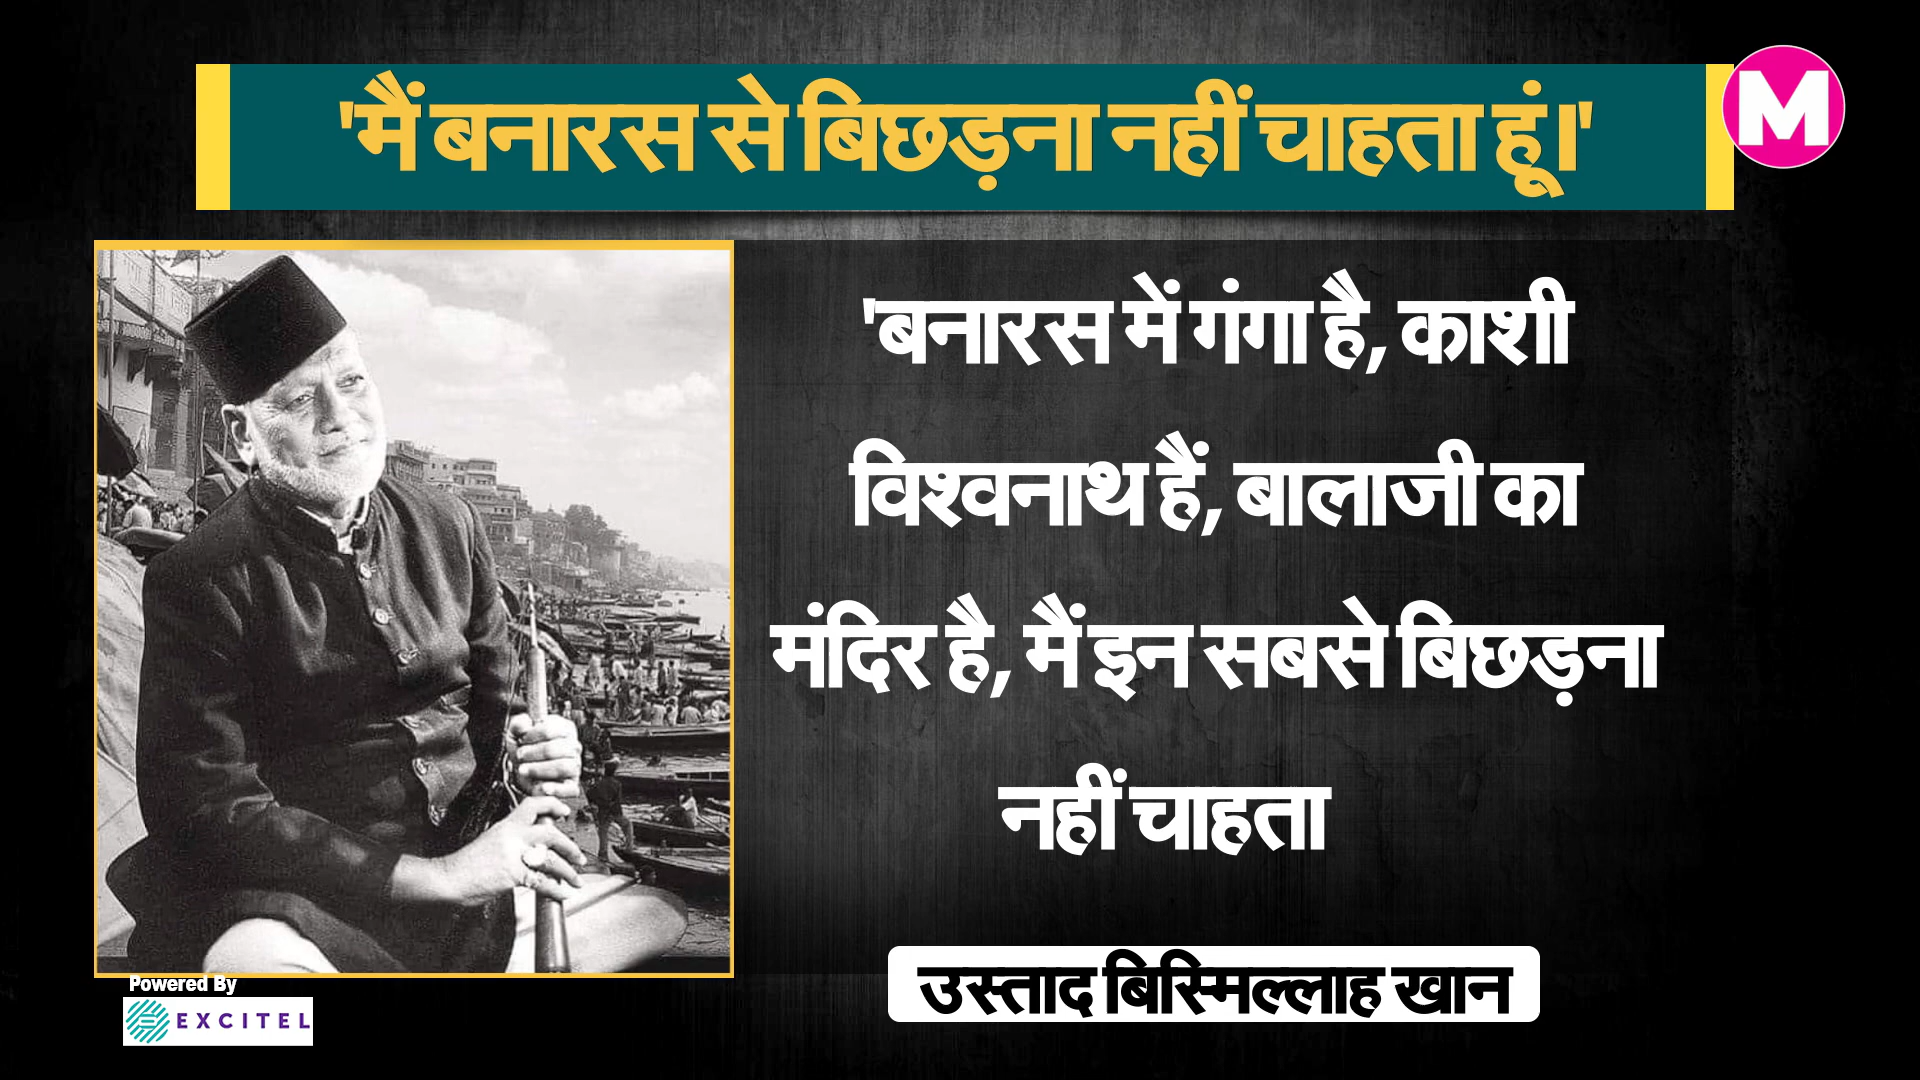 'मैं बनारस से बिछड़ना नहीं चाहता हूं।'
M
'बनारस में गंगा है, काशी
विश्वनाथ हैं, बालाजी का
मंदिर है, मैं इन सबसे बिछड़ना
नहीं चाहता
उस्ताद बिस्मिल्लाह खान
Powered By
EXCITEL